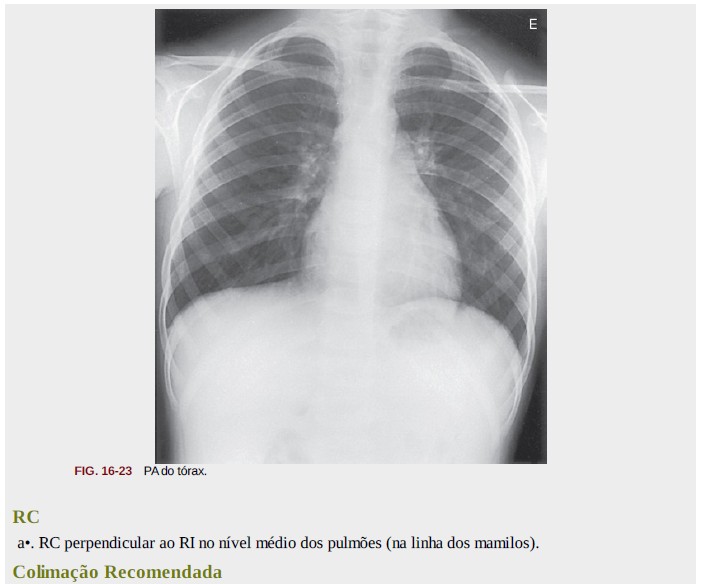 E
FIG. 16-23 PA do tórax.
RC
a•. RC perpendicular ao RI no nível médio dos pulmões (na linha dos mamilos).
Colimação Recomendada